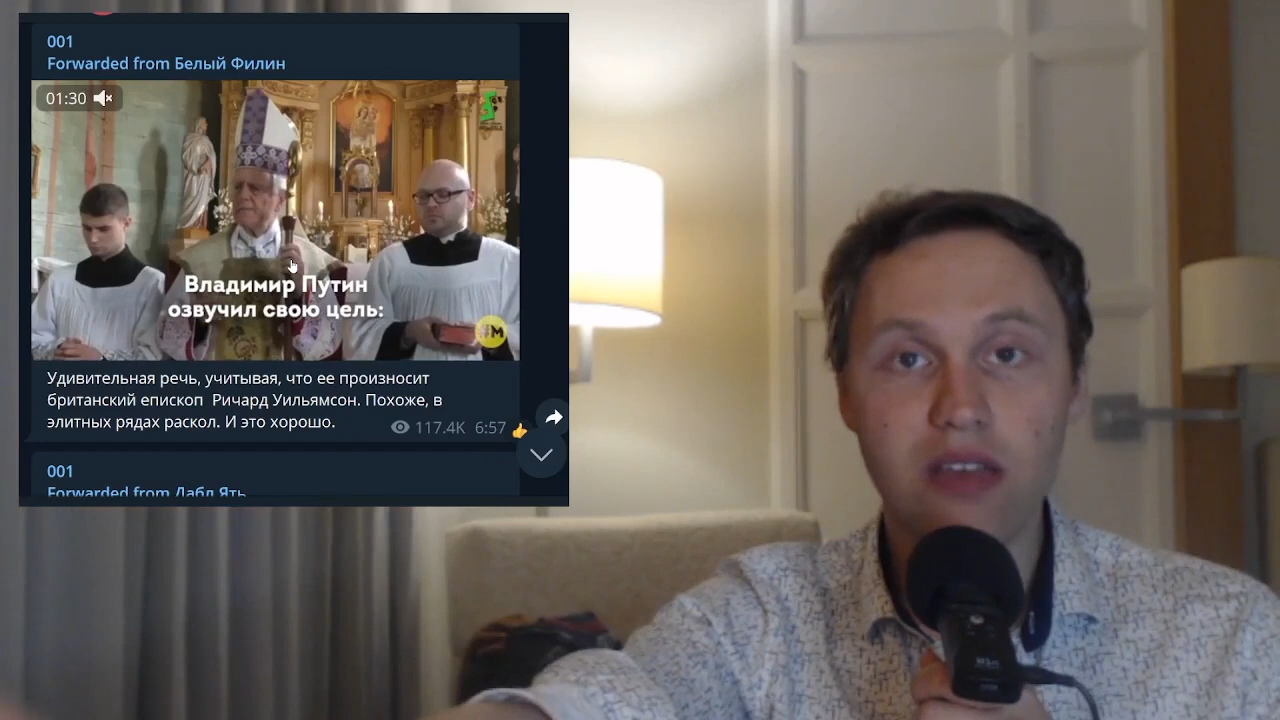 001
Forwarded from Белый Филин
01:30
Владимир Путин
озвучил свою цель:
Удивительная речь, учитывая, что ее произносит
британский епископ Ричард Уильямсон. Похоже, в
элитных рядах раскол. И это хорошо.
117.4K 6:57
001
Forwarded from Дабл Ять